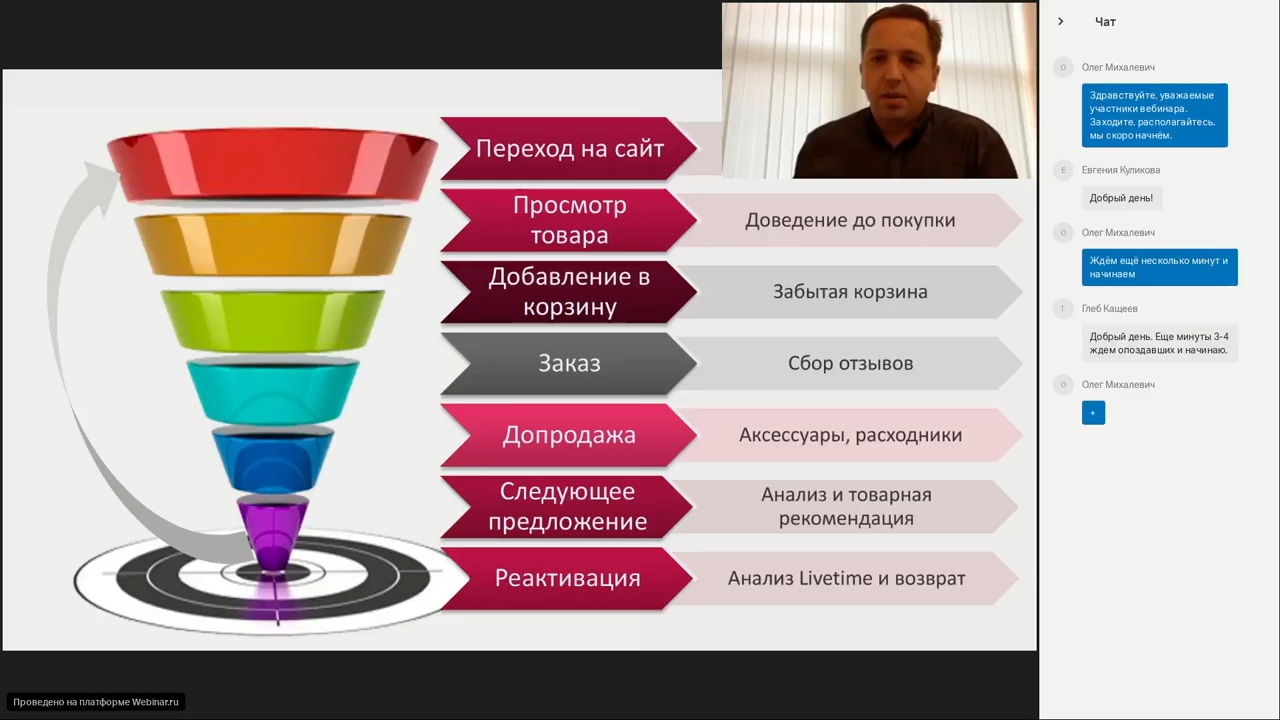 Переход на сайт
Просмотр
товара
Доведение до покупки
Добавление в
корзину
Забытая корзина
Заказ
Сбор отзывов
Допродажа
Аксессуары, расходники
Следующее
предложение
Анализ и товарная
рекомендация
Реактивация
Анализ Livetime и возврат
Проведено на платформе Webinar.ru
Чат
О
Олег Михалевич
Здравствуйте, уважаемые
участники вебинара.
Заходите, располагайтесь,
мы скоро начнём.
Е
Евгения Куликова
Добрый день!
О
Олег Михалевич
Ждём ещё несколько минут и
начинаем
Г
Глеб Кащеев
Добрый день. Еще минуты 3-4
ждем опоздавших и начинаю.
О
Олег Михалевич
+